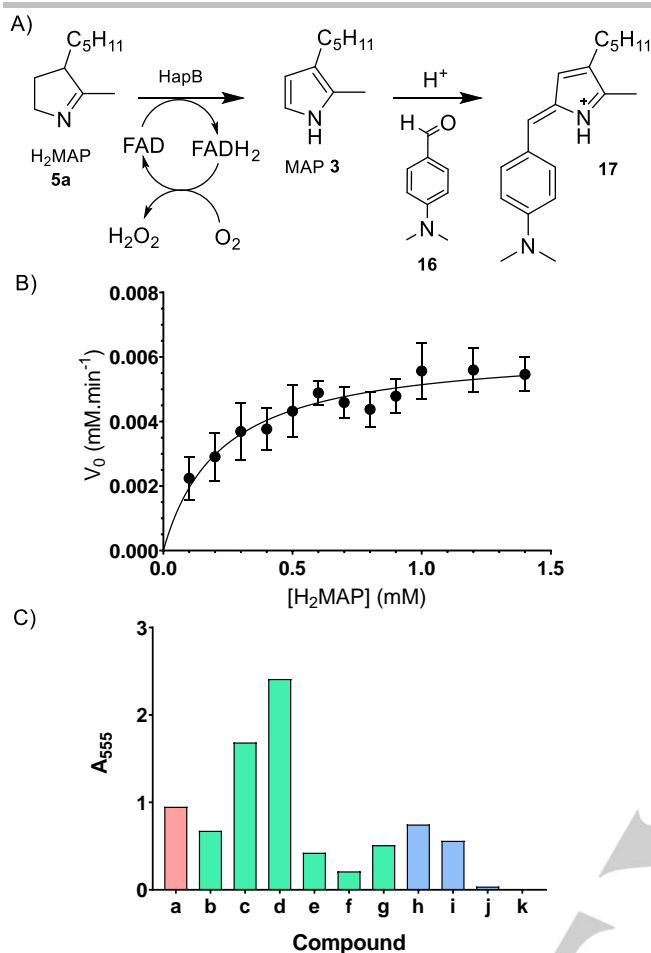 A)
C₅H₁₁
C₅H₁₁
C₅H₁₁
HapB
H⁺
N
N
H
+
N
H
H₂MAP
5a
FAD
FADH₂
MAP 3
H
O
17
H₂O₂
O₂
N
16
N
B)
0.008
0.006
0.004
0.002
0.000
V₀ (mM.min⁻¹)
0.0
0.5
1.0
1.5
[H₂MAP] (mM)
C)
3
2
1
0
A₅₅₅
a b c d e f g h i j k
Compound